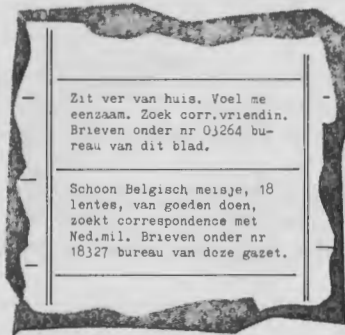 Zit ver van huis. Voel me
eenzaam. Zoek corr.vriendin.
Brieven onder nr 03264 bu-
reau van dit blad.
Schoon Belgisch meisje, 18
lentes, van goeden doen,
zoekt correspondence met
Ned.mil. Brieven onder nr
18327 bureau van deze gazet.